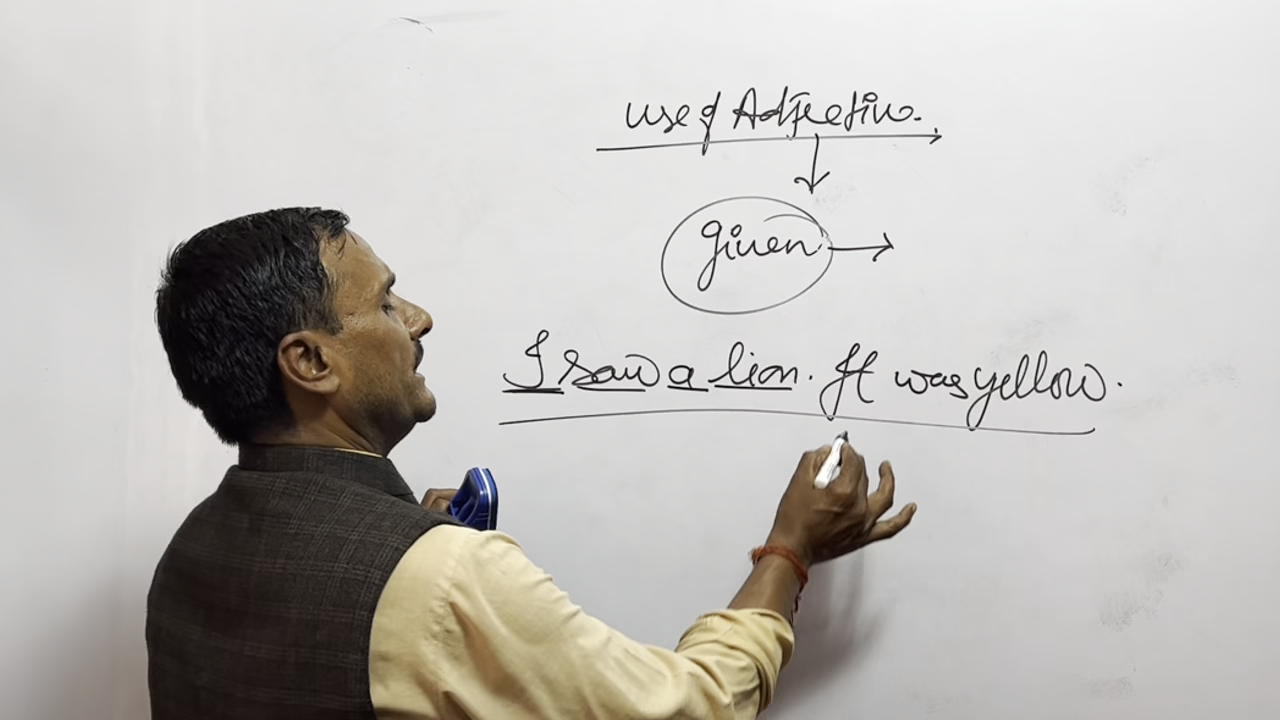 use of Adjective.
Given
I saw a lion. It was yellow.